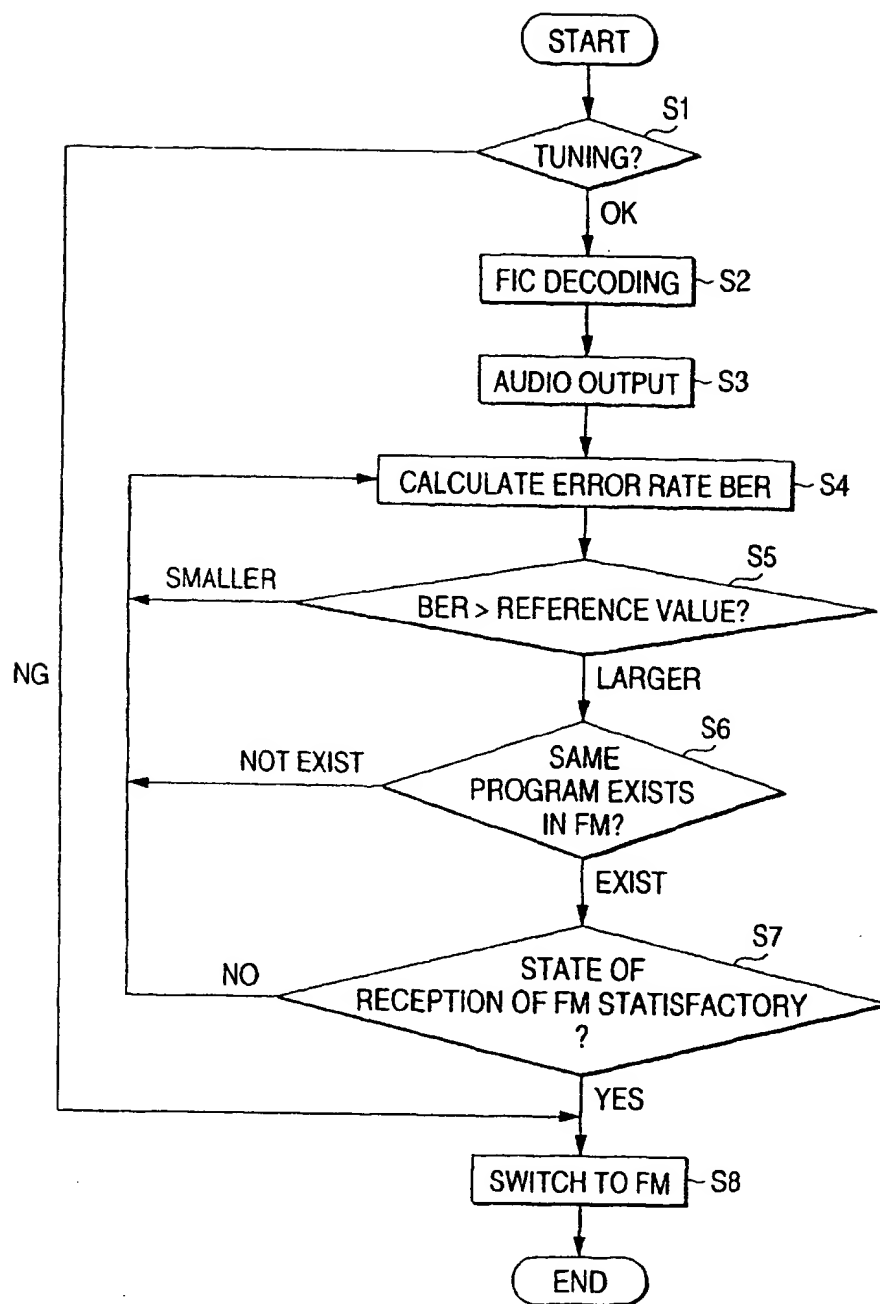 START
S1
TUNING?
OK
FIC DECODING
S2
AUDIO OUTPUT
S3
CALCULATE ERROR RATE BER
S4
S5
SMALLER
BER > REFERENCE VALUE?
NG
LARGER
S6
NOT EXIST
SAME
PROGRAM EXISTS
IN FM?
EXIST
S7
NO
STATE OF
RECEPTION OF FM STATISFACTORY
?
YES
SWITCH TO FM
S8
END